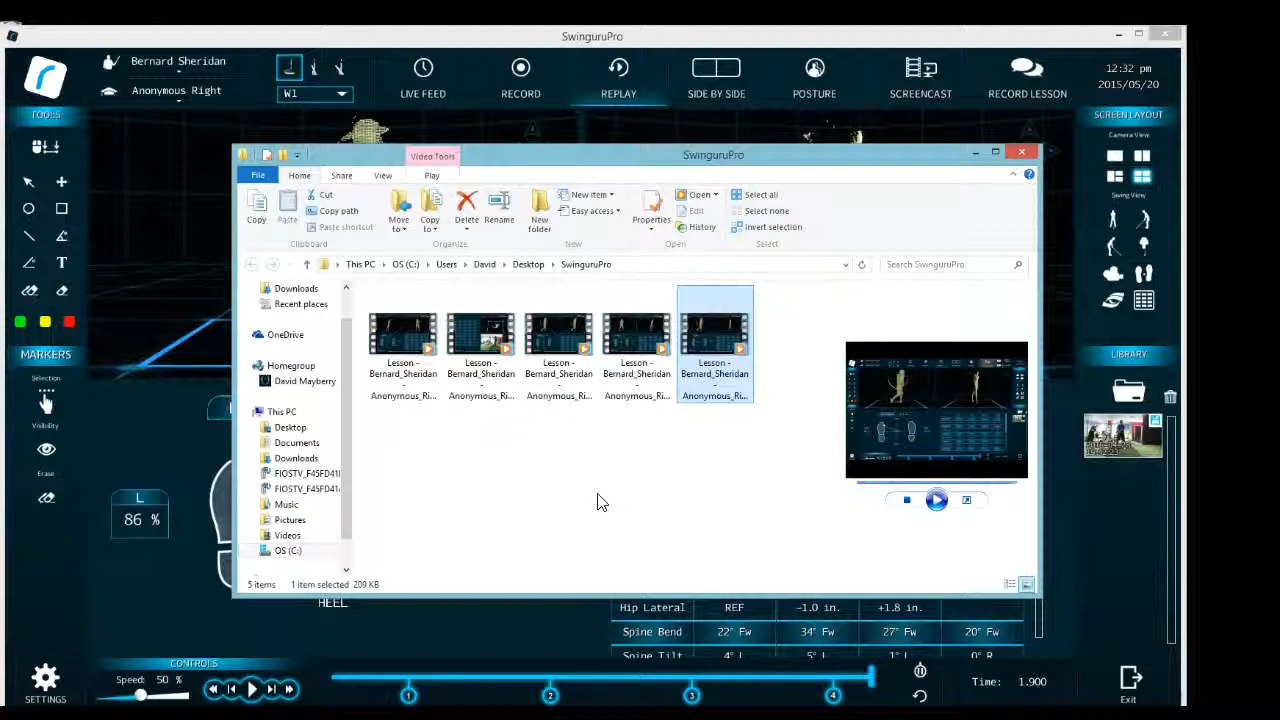 SwinguruPro
Bernard Sheridan
Anonymous Right
W1
LIVE FEED
RECORD
REPLAY
SIDE BY SIDE
POSTURE
SCREENCAST
RECORD LESSON
12:32 pm
2015/05/20
TOOLS
T
MARKERS
Selection
Visibility
Erase
SCREEN LAYOUT
Camera View
Swing View
LIBRARY
Video Tools
SwinguruPro
File
Home
Share
View
Play
Copy
Paste
Cut
Copy path
Paste shortcut
Clipboard
Move to
Copy to
Delete
Rename
Organize
New folder
New item
Easy access
New
Properties
Open
Edit
History
Open
Select all
Select none
Invert selection
Select
This PC
OS (C:)
Users
David
Desktop
SwinguruPro
Search SwinguruPro
Downloads
Recent places
OneDrive
Homegroup
David Mayberry
This PC
Desktop
Documents
Downloads
FIOSTV_F45FD41
FIOSTV_F45FD41
Music
Pictures
Videos
OS (C:)
Lesson -
Bernard_Sheridan
-
Anonymous_Ri...
Lesson -
Bernard_Sheridan
-
Anonymous_Ri...
Lesson -
Bernard_Sheridan
-
Anonymous_Ri...
Lesson -
Bernard_Sheridan
-
Anonymous_Ri...
Lesson -
Bernard_Sheridan
-
Anonymous_Ri...
5 items
1 item selected 209 KB
L
86 %
HEEL
Hip Lateral REF -1.0 in. +1.8 in.
Spine Bend 22° Fw 34° Fw 27° Fw 20° Fw
Spine Tilt 4° L 5° L 1° L 0° R
SETTINGS
CONTROLS
Speed: 50 %
1
2
3
4
Time: 1.900
Exit